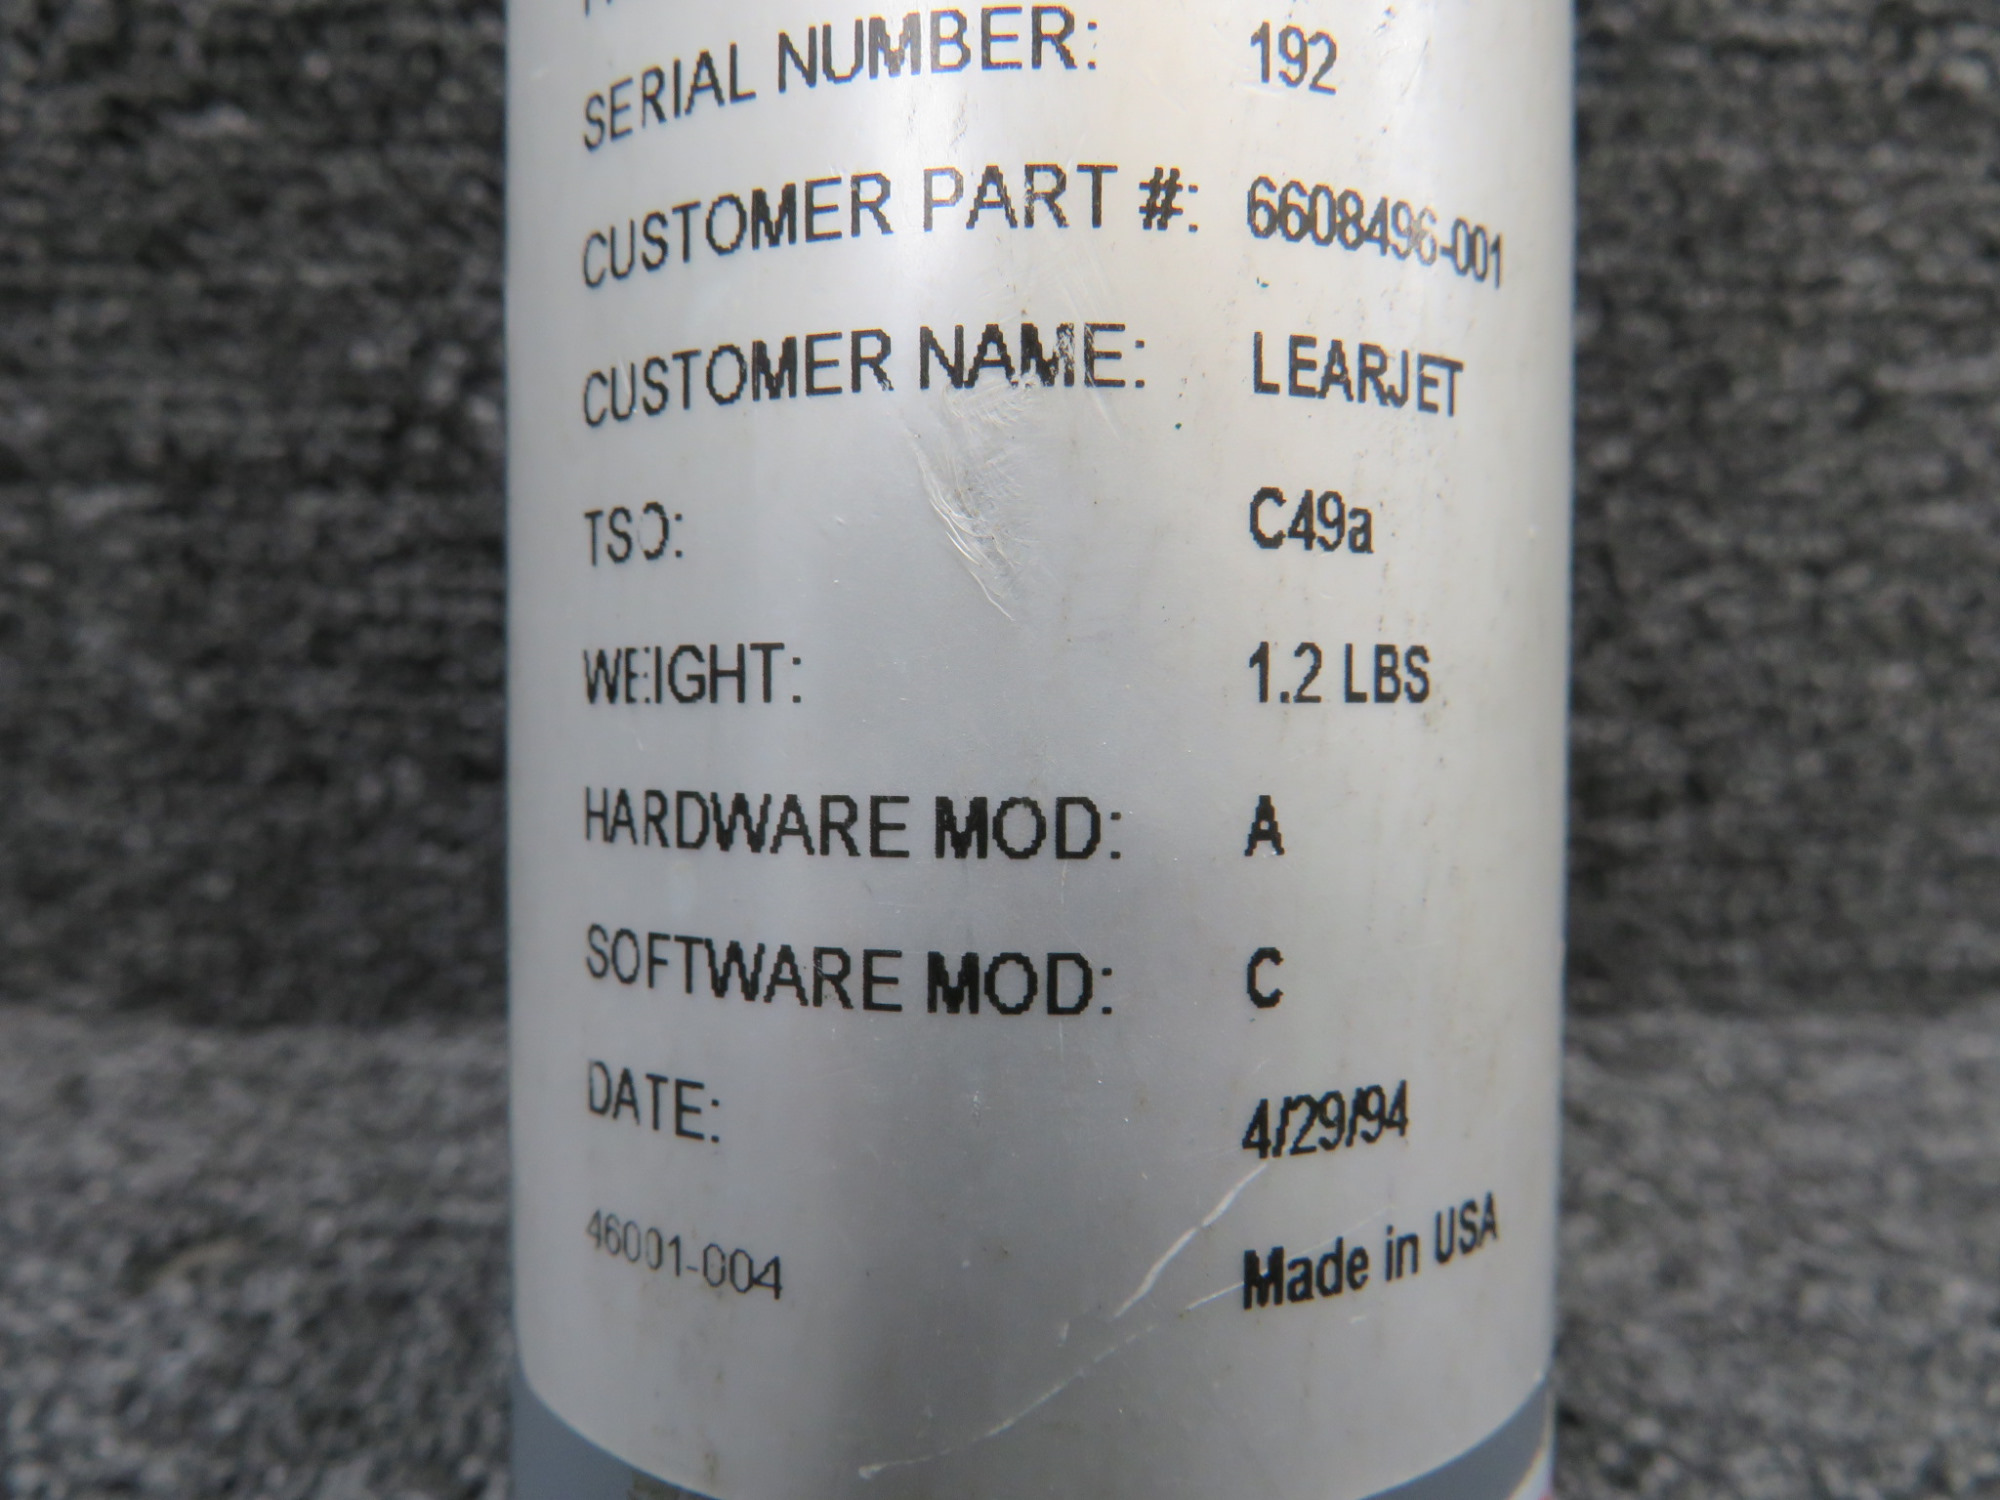 SERIAL NUMBER: 192
CUSTOMER PART #: 6608496-001
CUSTOMER NAME: LEARJET
TSO: C49a
WEIGHT: 1.2 LBS
HARDWARE MOD: A
SOFTWARE MOD: C
DATE: 4/29/94
46001-004 Made in USA